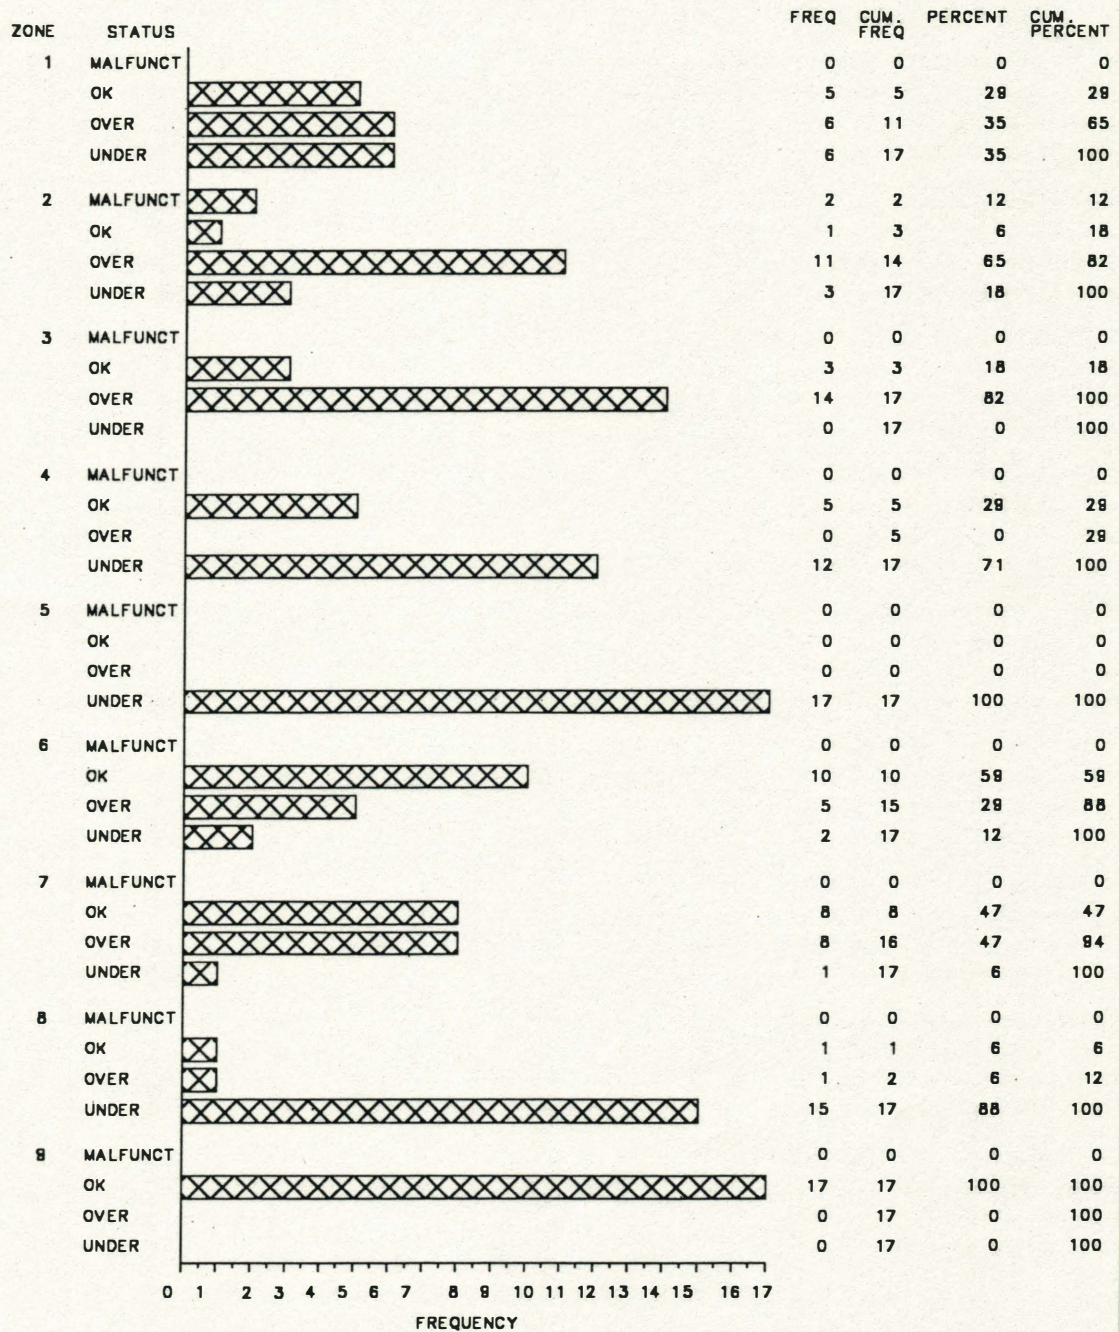 ZONE STATUS FREQ CUM. FREQ PERCENT CUM. PERCENT
1 MALFUNCT 0 0 0 0
OK 5 5 29 29
OVER 6 11 35 65
UNDER 6 17 35 100
2 MALFUNCT 2 2 12 12
OK 1 3 6 18
OVER 11 14 65 82
UNDER 3 17 18 100
3 MALFUNCT 0 0 0 0
OK 3 3 18 18
OVER 14 17 82 100
UNDER 0 17 0 100
4 MALFUNCT 0 0 0 0
OK 5 5 29 29
OVER 0 5 0 29
UNDER 12 17 71 100
5 MALFUNCT 0 0 0 0
OK 0 0 0 0
OVER 0 0 0 0
UNDER 17 17 100 100
6 MALFUNCT 0 0 0 0
OK 10 10 59 59
OVER 5 15 29 88
UNDER 2 17 12 100
7 MALFUNCT 0 0 0 0
OK 8 8 47 47
OVER 8 16 47 94
UNDER 1 17 6 100
8 MALFUNCT 0 0 0 0
OK 1 1 6 6
OVER 1 2 6 12
UNDER 15 17 88 100
9 MALFUNCT 0 0 0 0
OK 17 17 100 100
OVER 0 17 0 100
UNDER 0 17 0 100
0 1 2 3 4 5 6 7 8 9 10 11 12 13 14 15 16 17
FREQUENCY